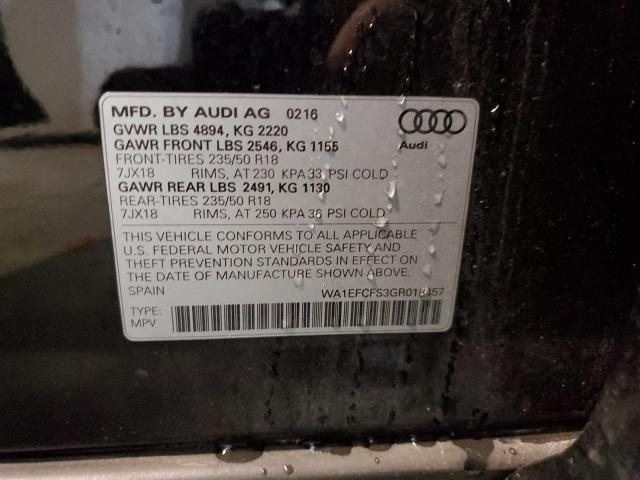 MFD. BY AUDI AG 0216
GVWR LBS 4894, KG 2220
GAWR FRONT LBS 2546, KG 1155
FRONT-TIRES 235/50 R18
7JX18 RIMS, AT 230 KPA 33 PSI COLD
GAWR REAR LBS 2491, KG 1130
REAR-TIRES 235/50 R18
7JX18 RIMS, AT 250 KPA 36 PSI COLD
Audi
THIS VEHICLE CONFORMS TO ALL APPLICABLE
U.S. FEDERAL MOTOR VEHICLE SAFETY AND
THEFT PREVENTION STANDARDS IN EFFECT ON
THE DATE OF MANUFACTURE SHOWN ABOVE.
SPAIN WA1EFCFS3GR018457
TYPE:
MPV